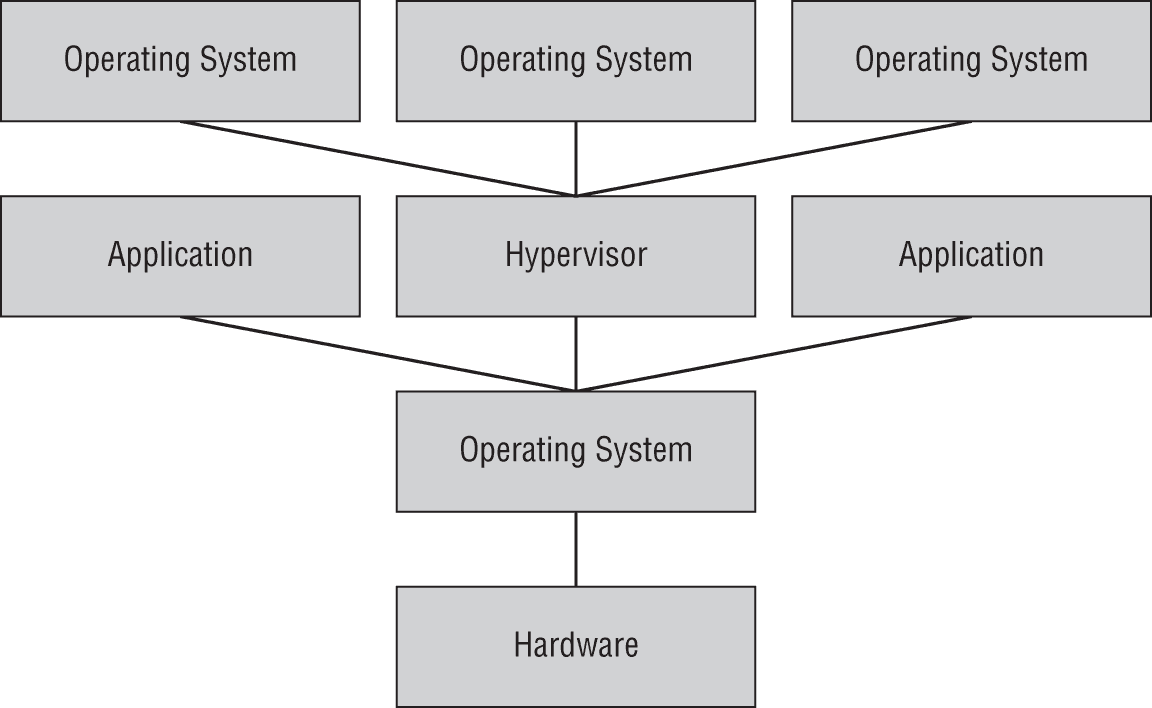 Operating System
Operating System
Operating System
Application
Hypervisor
Application
Operating System
Hardware